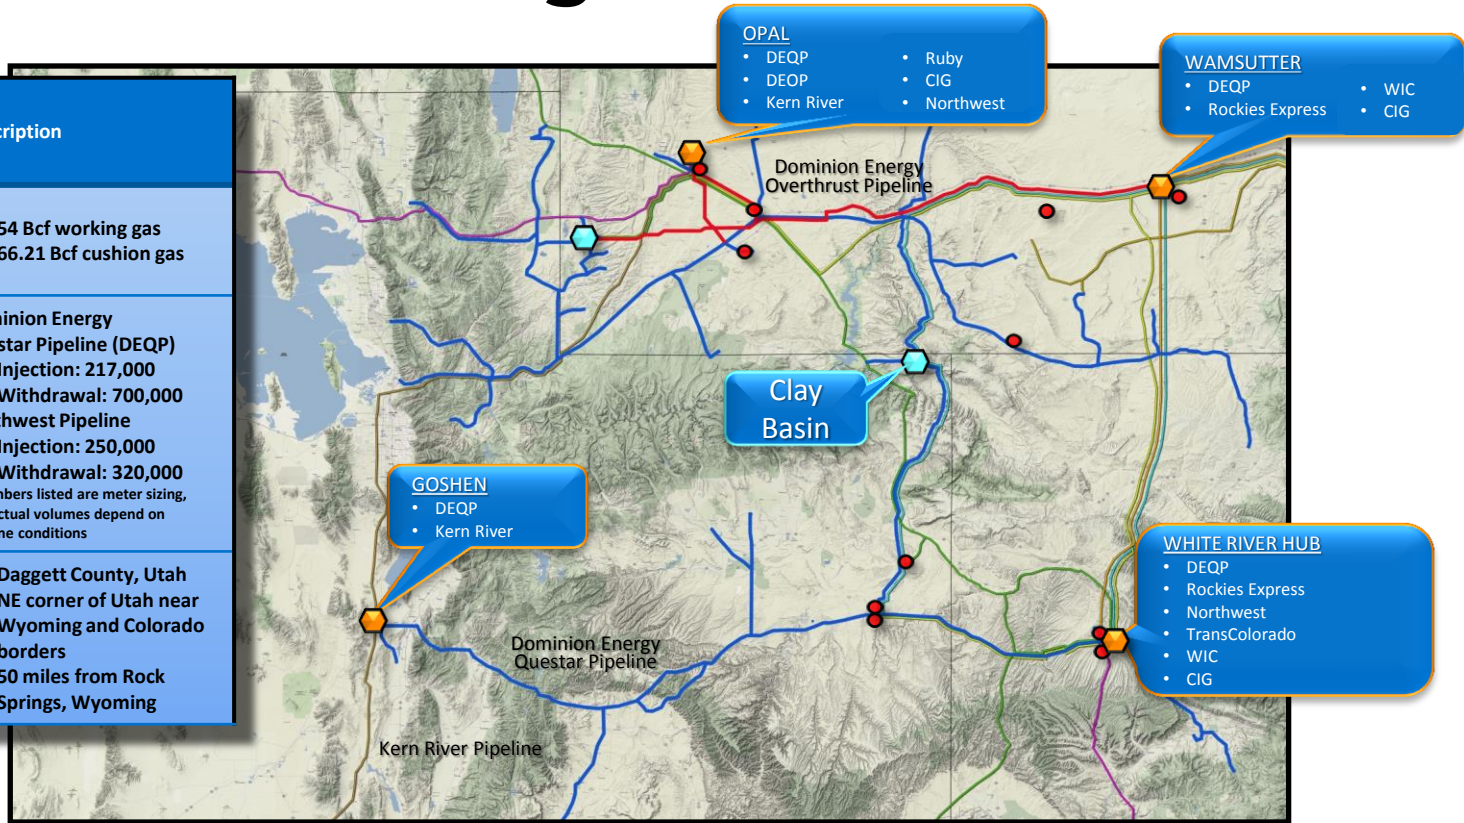 OPAL
• DEQP
• DEOP
• Kern River
• Ruby
• CIG
• Northwest
WAMSUTTER
• DEQP
• Rockies Express
• WIC
• CIG
cription
54 Bcf working gas
66.21 Bcf cushion gas
inion Energy
star Pipeline (DEQP)
Injection: 217,000
Withdrawal: 700,000
thwest Pipeline
Injection: 250,000
Withdrawal: 320,000
mbers listed are meter sizing,
ctual volumes depend on
ne conditions
Daggett County, Utah
NE corner of Utah near
Wyoming and Colorado
borders
50 miles from Rock
Springs, Wyoming
Dominion Energy
Overthrust Pipeline
Clay
Basin
GOSHEN
• DEQP
• Kern River
WHITE RIVER HUB
• DEQP
• Rockies Express
• Northwest
• TransColorado
• WIC
• CIG
Dominion Energy
Questar Pipeline
Kern River Pipeline